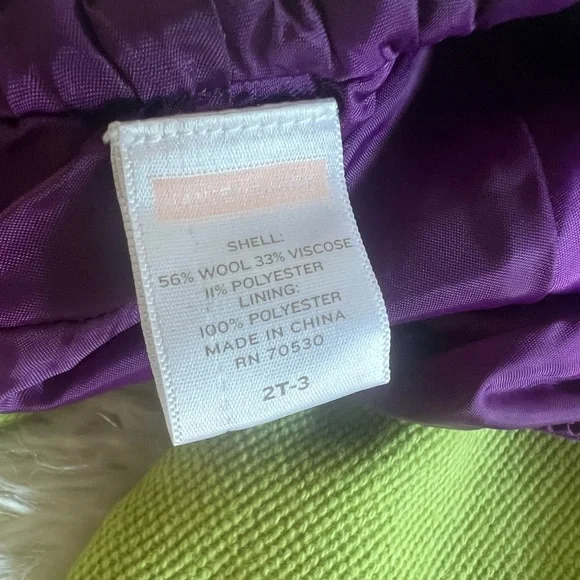 SHELL:
56% WOOL 33% VISCOSE
11% POLYESTER
LINING:
100% POLYESTER
MADE IN CHINA
RN 70530
2T-3